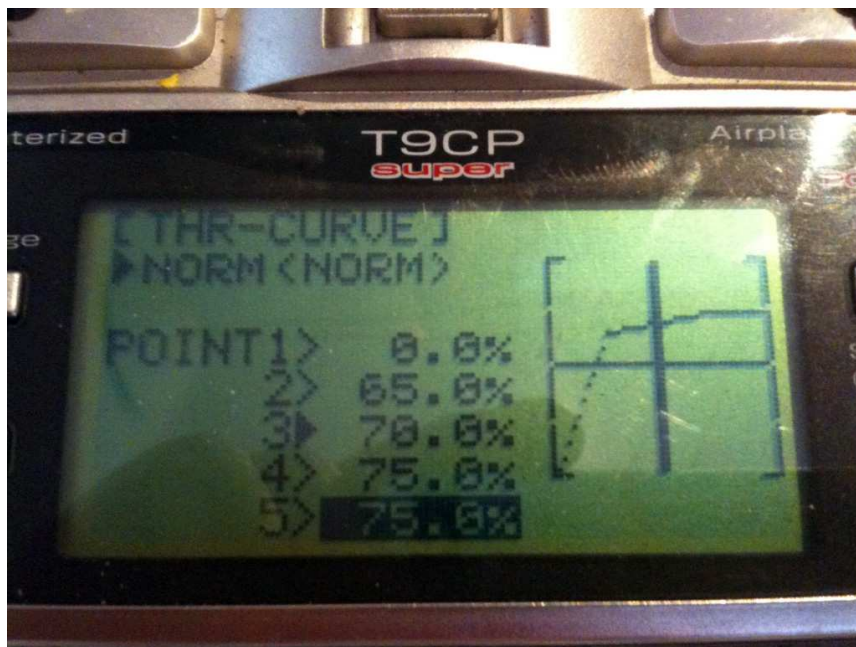 terized
T9CP
Airpla
super
ge
[THR-CURVE]
▶NORM<NORM>
POINT1> 0.0%
2> 65.0%
3▶ 70.0%
4> 75.0%
5> 75.0%